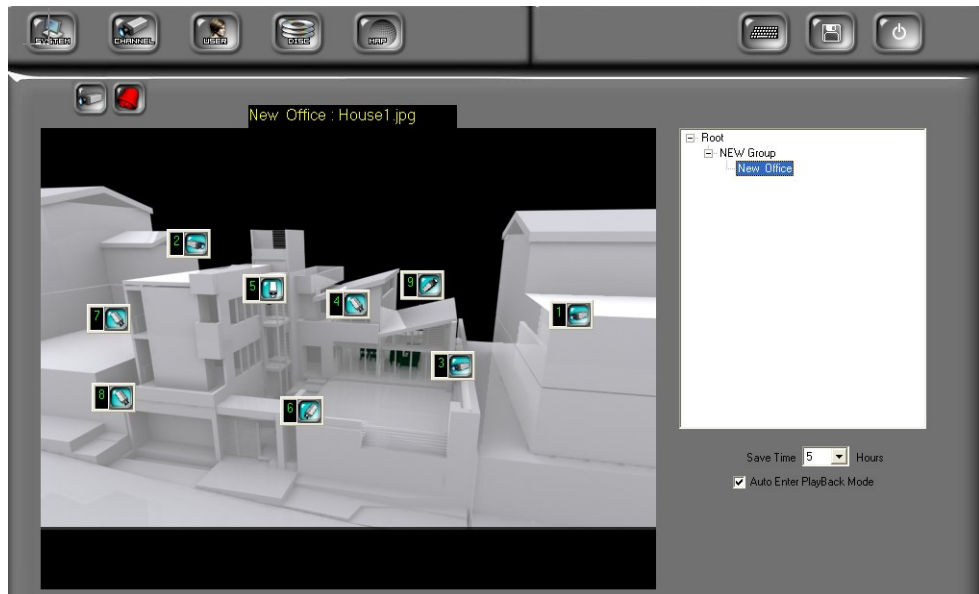 SYSTEM CHANNEL USER DISC MAP
New Office : House1.jpg
Root
NEW Group
New Office
2
5
9
4
7
1
3
8
6
Save Time 5 Hours
Auto Enter PlayBack Mode